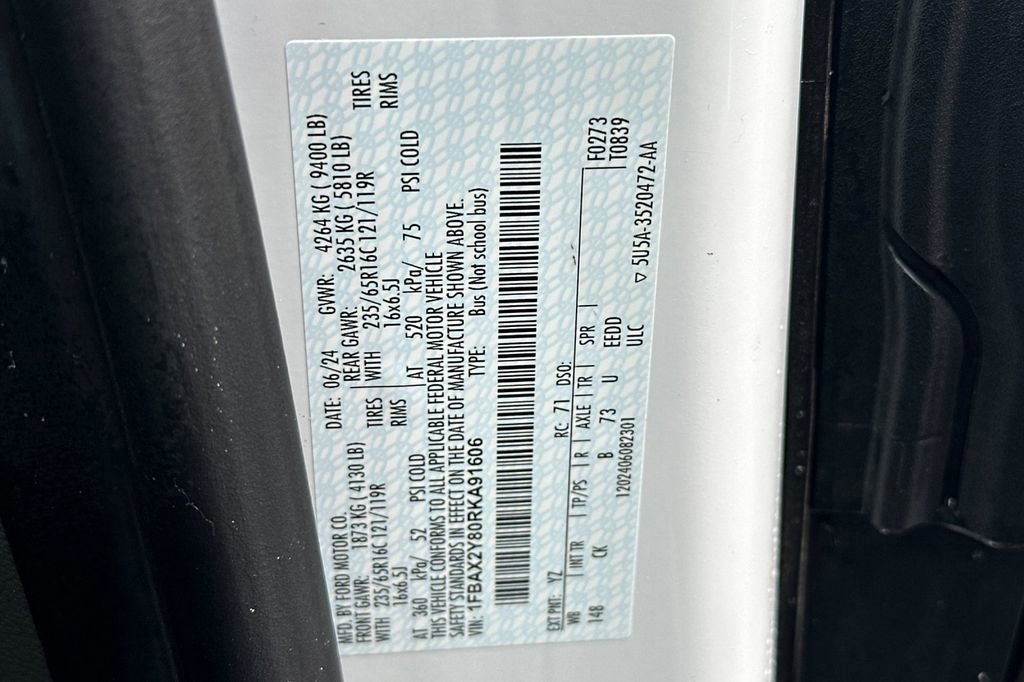 MFD. BY FORD MOTOR CO. DATE: 06/24 GVWR: 4264 KG ( 9400 LB)
FRONT GAWR: 1873 KG ( 4130 LB) REAR GAWR: 2635 KG ( 5810 LB)
WITH 235/65R16C 121/119R TIRES WITH 235/65R16C 121/119R TIRES
16x6.5J RIMS 16x6.5J RIMS
AT 360 kPa/ 52 PSI COLD AT 520 kPa/ 75 PSI COLD
THIS VEHICLE CONFORMS TO ALL APPLICABLE FEDERAL MOTOR VEHICLE
SAFETY STANDARDS IN EFFECT ON THE DATE OF MANUFACTURE SHOWN ABOVE.
VIN: 1FBAX2Y80RKA91606 TYPE: Bus (Not school bus)
EXT PNT: YZ RC: 71 DSO:
WB INT TR TP/PS R AXLE TR SPR F0273
148 CK B 73 U EEDD T0839
1202406082301 ULC ▽ 5U5A-3520472-AA